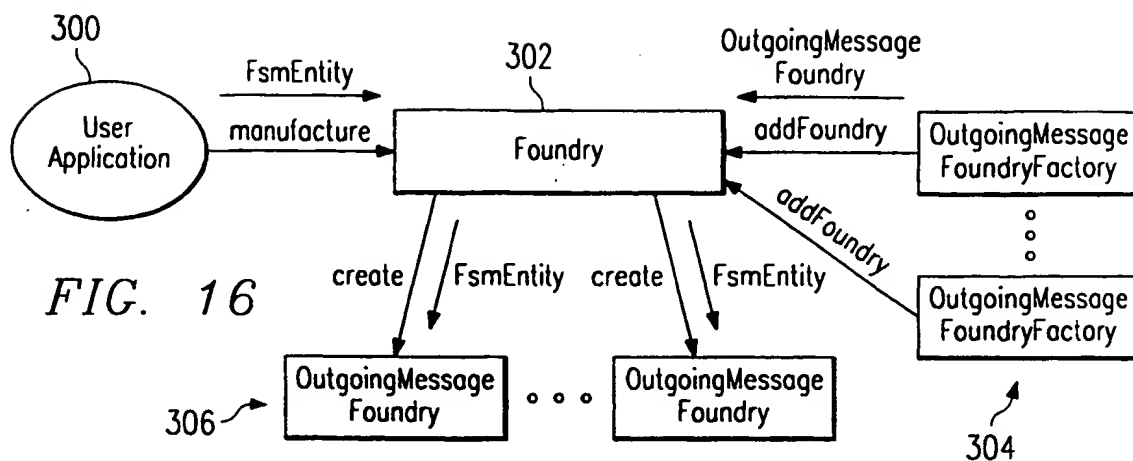 300
User
Application
FsmEntity
manufacture
302
Foundry
OutgoingMessage
Foundry
addFoundry
OutgoingMessage
FoundryFactory
addFoundry
OutgoingMessage
FoundryFactory
304
create
FsmEntity
create
FsmEntity
FIG. 16
306
OutgoingMessage
Foundry
OutgoingMessage
Foundry